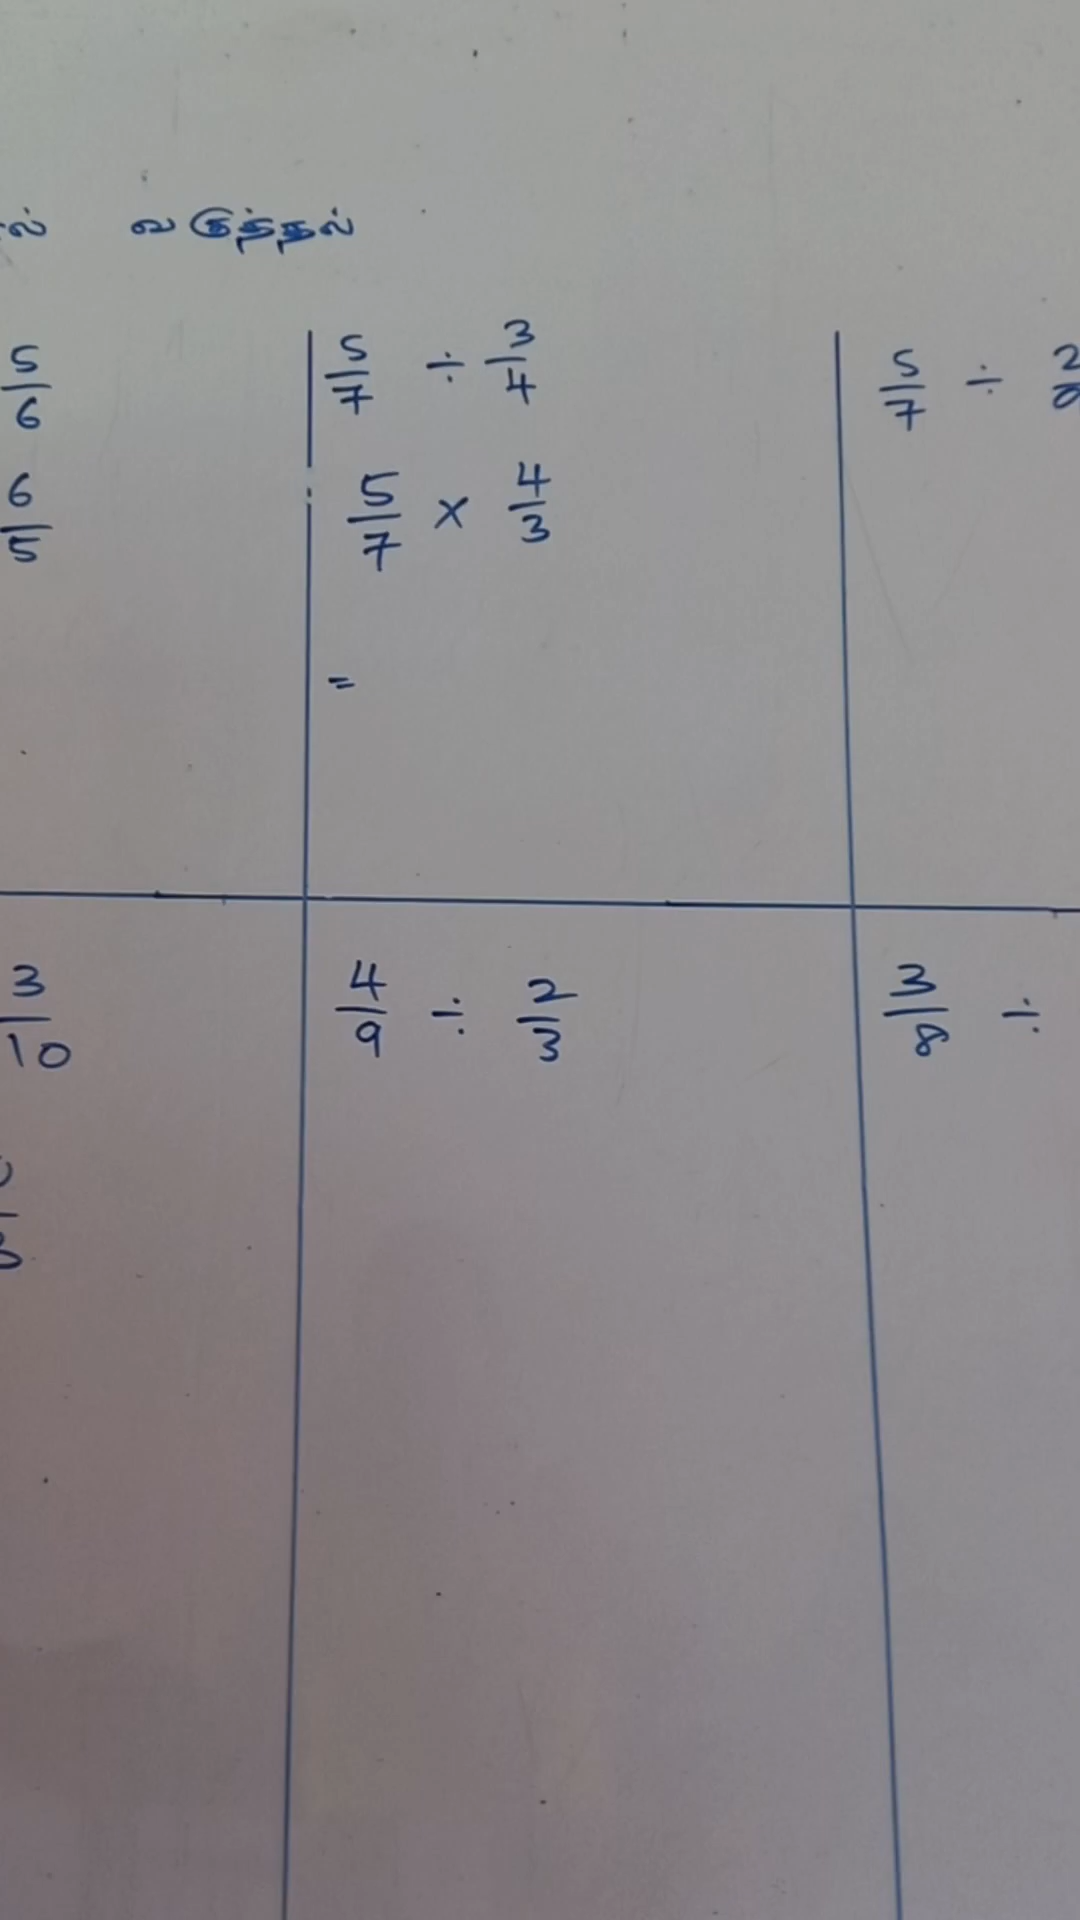 வகுத்தல்
5/6
6/5
5/7 ÷ 3/4
5/7 × 4/3
=
5/7 ÷
3/10
4/9 ÷ 2/3
3/8 ÷